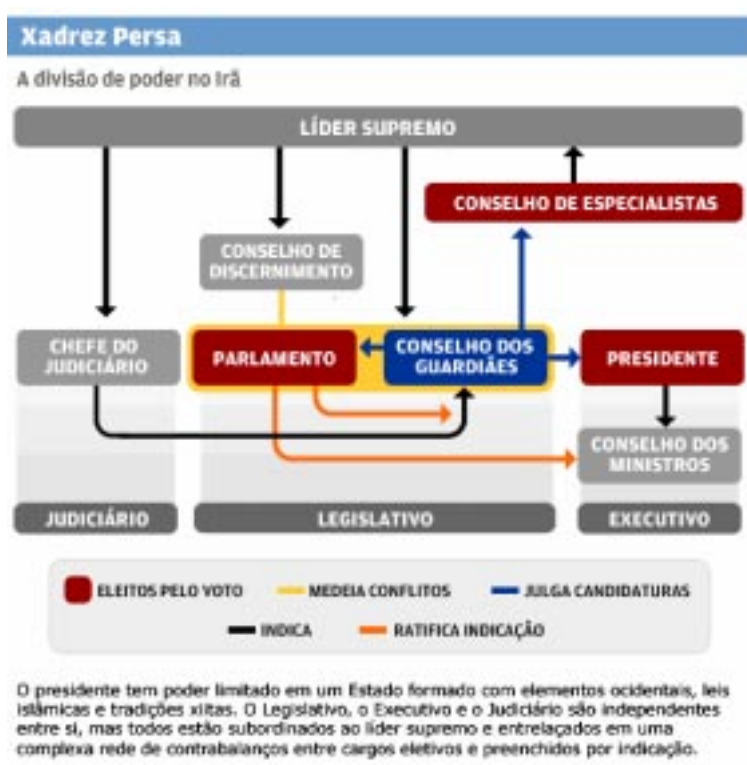 Xadrez Persa
A divisão de poder no Irã
LÍDER SUPREMO
CONSELHO DE ESPECIALISTAS
CONSELHO DE
DISCERNIMENTO
CHEFE DO
JUDICIÁRIO
PARLAMENTO
CONSELHO DOS
GUARDIÃES
PRESIDENTE
CONSELHO DOS
MINISTROS
JUDICIÁRIO
LEGISLATIVO
EXECUTIVO
ELEITOS PELO VOTO
MEDEIA CONFLITOS
JULGA CANDIDATURAS
INDICA
RATIFICA INDICAÇÃO
O presidente tem poder limitado em um Estado formado com elementos ocidentais, leis
islâmicas e tradições xiitas. O Legislativo, o Executivo e o Judiciário são independentes
entre si, mas todos estão subordinados ao líder supremo e entrelaçados em uma
complexa rede de contrabalanços entre cargos eletivos e preenchidos por indicação.